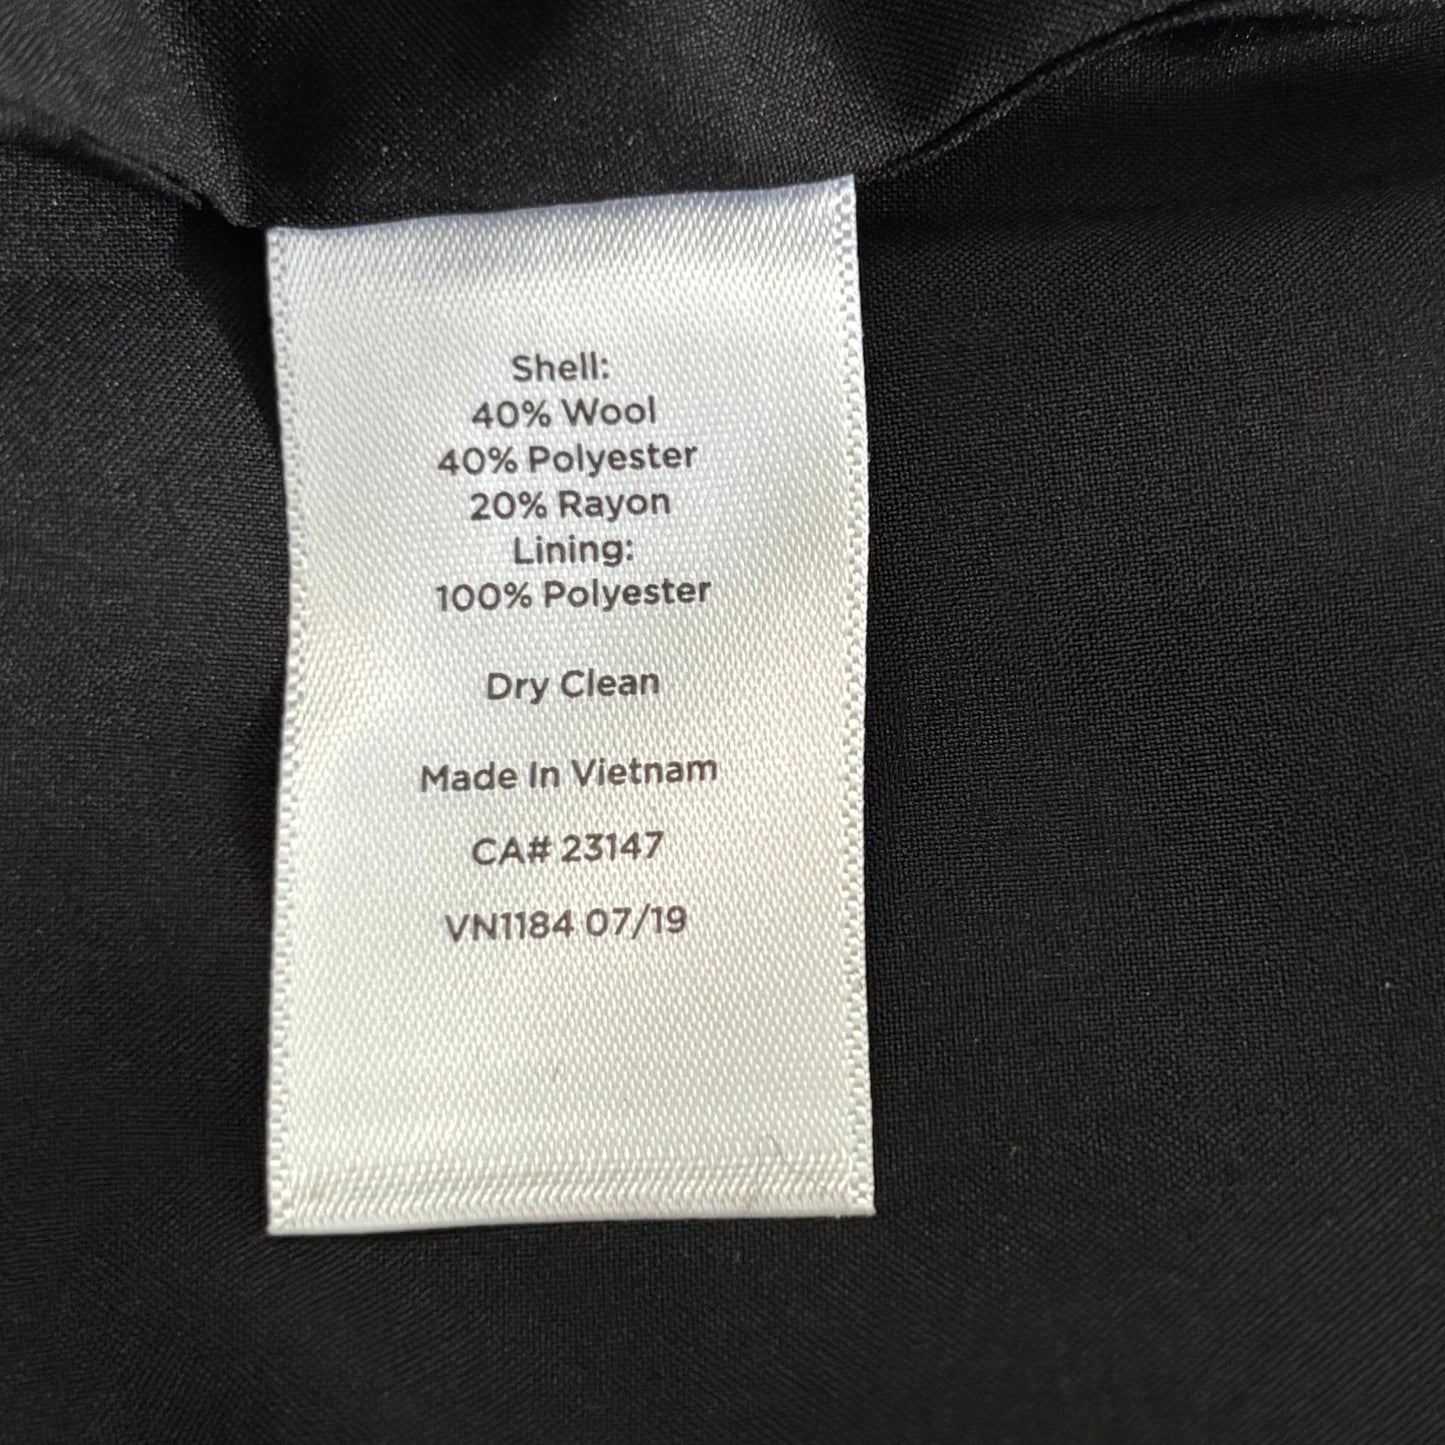 Shell:
40% Wool
40% Polyester
20% Rayon
Lining:
100% Polyester
Dry Clean
Made In Vietnam
CA# 23147
VN1184 07/19